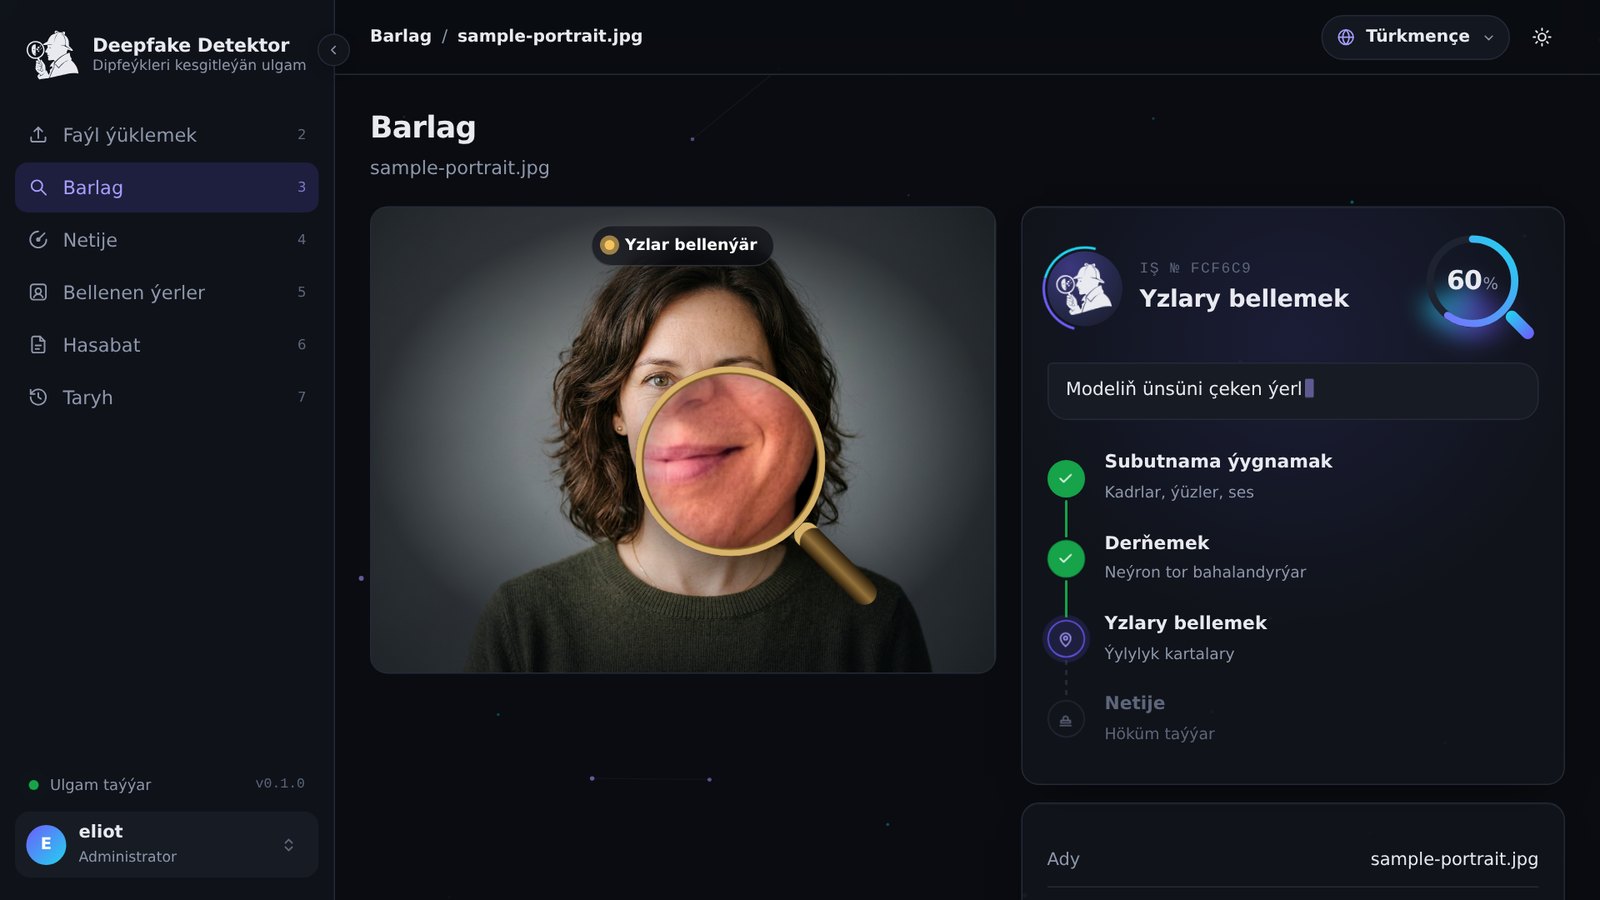 Deepfake Detektor
Dipfeýkleri kesgitleýän ulgam
Faýl ýüklemek 2
Barlag 3
Netije 4
Bellenen ýerler 5
Hasabat 6
Taryh 7
Ulgam taýýar v0.1.0
E
eliot
Administrator
Barlag / sample-portrait.jpg
Türkmençe
Barlag
sample-portrait.jpg
Yzlar bellenýär
IŞ № FCF6C9
Yzlary bellemek
60%
Modeliň ünsüni çeken ýerl
Subutnama ýygnamak
Kadrlar, ýüzler, ses
Derňemek
Neýron tor bahalandyrýar
Yzlary bellemek
Ýylylyk kartalary
Netije
Höküm taýýar
Ady sample-portrait.jpg